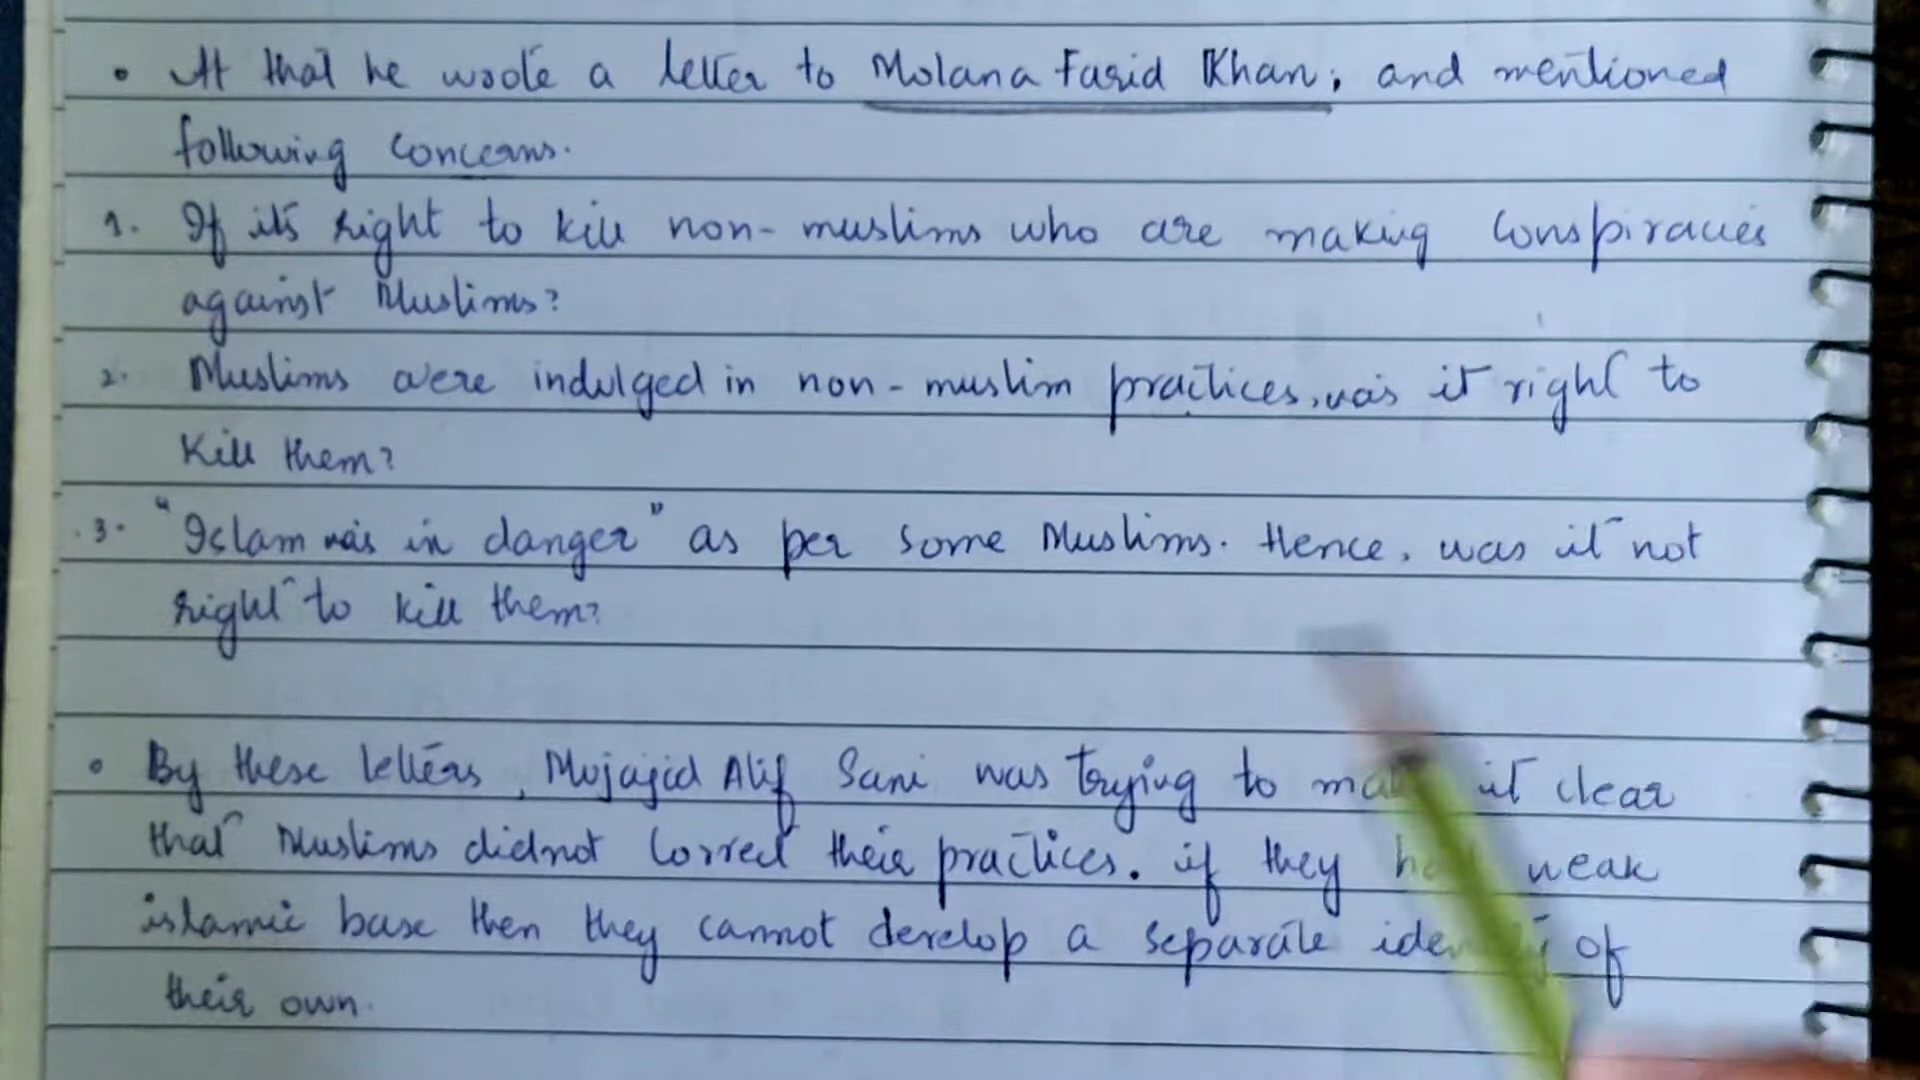 • At that he wrote a letter to Molana Farid Khan, and mentioned
following concerns.
1. If its right to kill non-muslims who are making conspiracies
against Muslims?
2. Muslims were indulged in non-muslim practices, was it right to
kill them?
3. "Islam was in danger" as per some Muslims. Hence, was it not
right to kill them?
• By these letters, Mujajid Alif Sani was trying to make it clear
that Muslims didnot correct their practices. if they weak
islamic base then they cannot develop a separate identity of
their own.